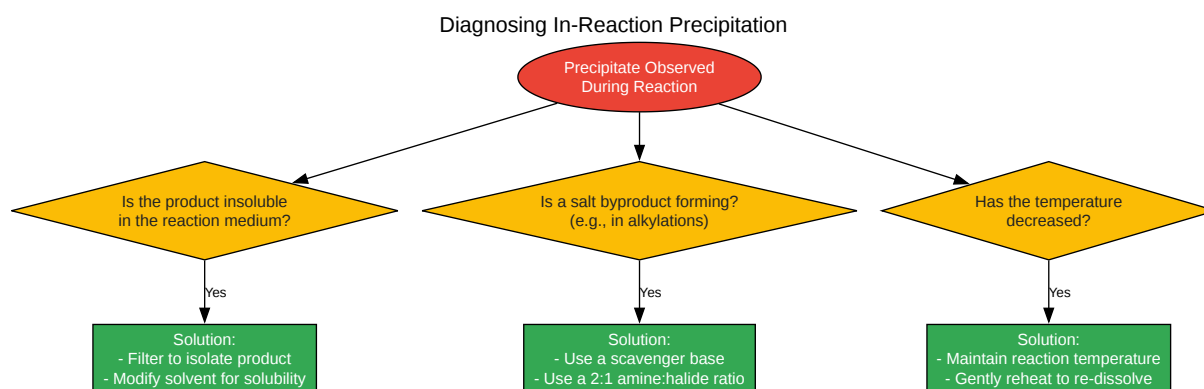 Diagnosing In-Reaction Precipitation
Precipitate Observed
During Reaction
Is the product insoluble
in the reaction medium?
Is a salt byproduct forming?
(e.g., in alkylations)
Has the temperature
decreased?
Yes
Yes
Yes
Solution:
- Filter to isolate product
- Modify solvent for solubility
Solution:
- Use a scavenger base
- Use a 2:1 amine:halide ratio
Solution:
- Maintain reaction temperature
- Gently reheat to re-dissolve